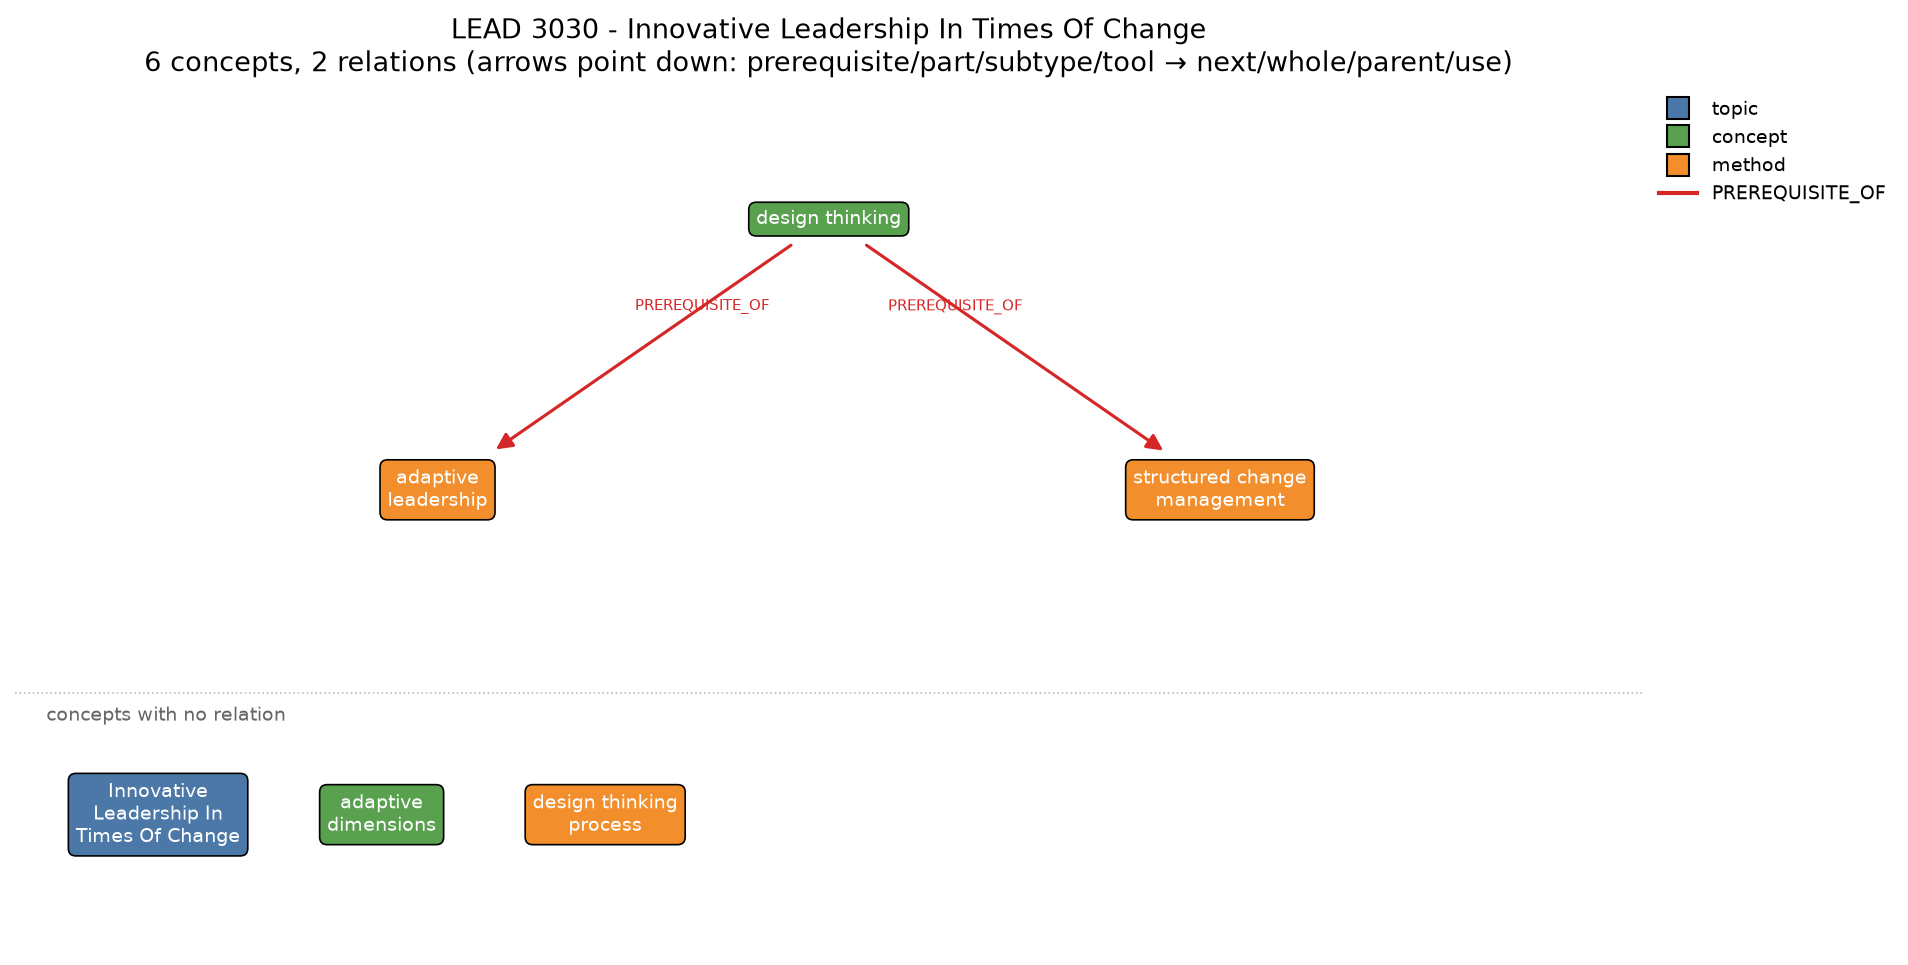 LEAD 3030 - Innovative Leadership In Times Of Change
6 concepts, 2 relations (arrows point down: prerequisite/part/subtype/tool → next/whole/parent/use)
topic
concept
method
PREREQUISITE_OF
design thinking
PREREQUISITE_OF
PREREQUISITE_OF
adaptive
leadership
structured change
management
concepts with no relation
Innovative
Leadership In
Times Of Change
adaptive
dimensions
design thinking
process